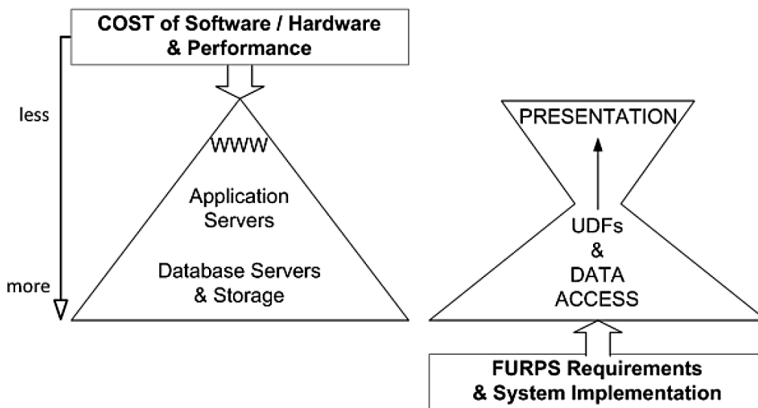 COST of Software / Hardware
& Performance
less
more
WWW
Application
Servers
Database Servers
& Storage
PRESENTATION
UDFs
&
DATA
ACCESS
FURPS Requirements
& System Implementation